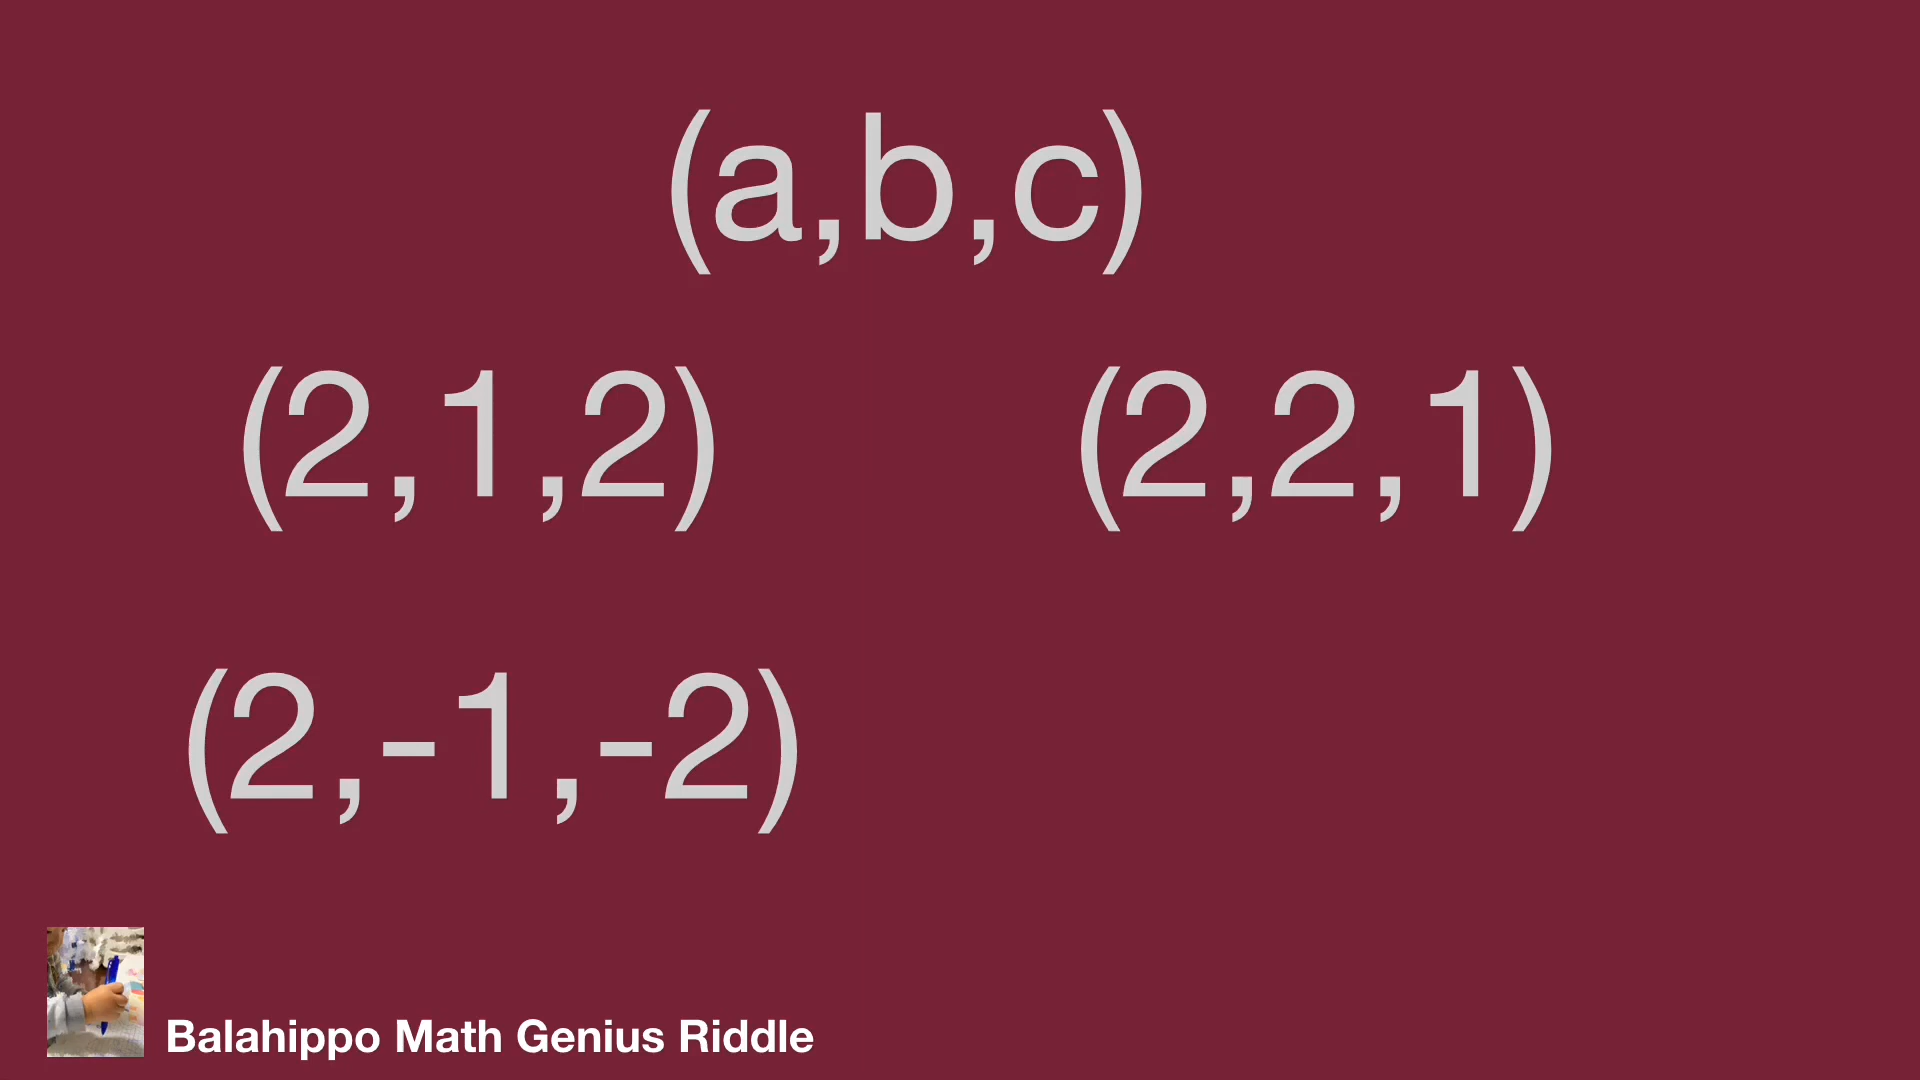 (a,b,c)
(2,1,2) (2,2,1)
(2,-1,-2)
Balahippo Math Genius Riddle